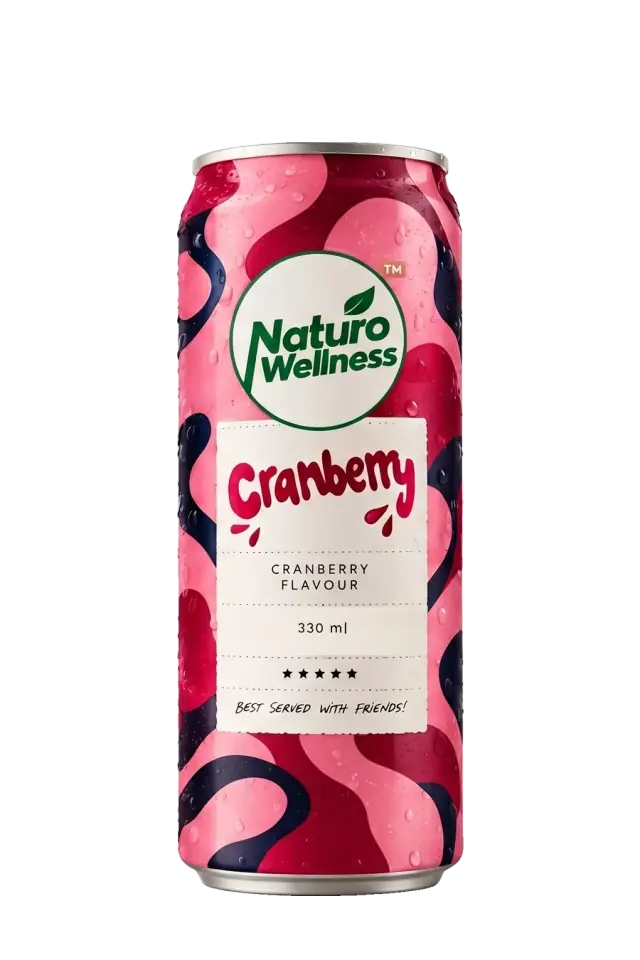 TM
Naturo
Wellness
Cranberry
CRANBERRY
FLAVOUR
330 ml
★★★★★
BEST SERVED WITH FRIENDS!